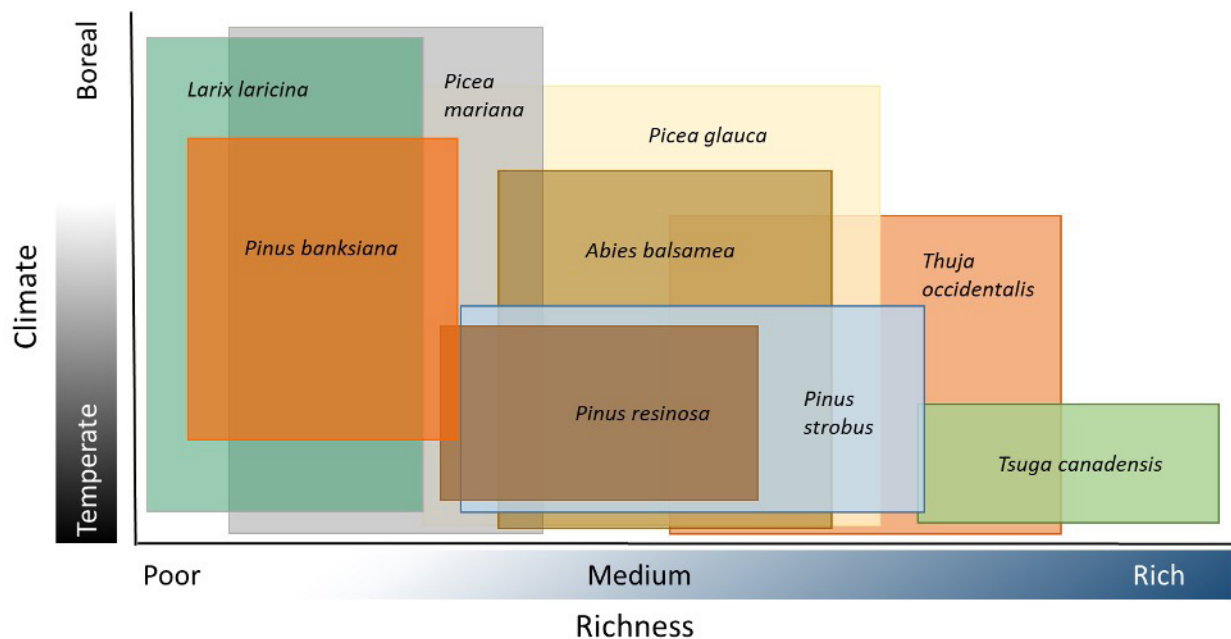 Boreal
Climate
Temperate
Larix laricina
Picea
mariana
Picea glauca
Pinus banksiana
Abies balsamea
Thuja
occidentalis
Pinus resinosa
Pinus
strobus
Tsuga canadensis
Poor
Medium
Rich
Richness